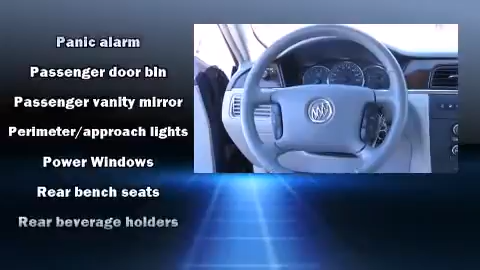 Panic alarm
Passenger door bin
Passenger vanity mirror
Perimeter/approach lights
Power Windows
Rear bench seats
Rear beverage holders